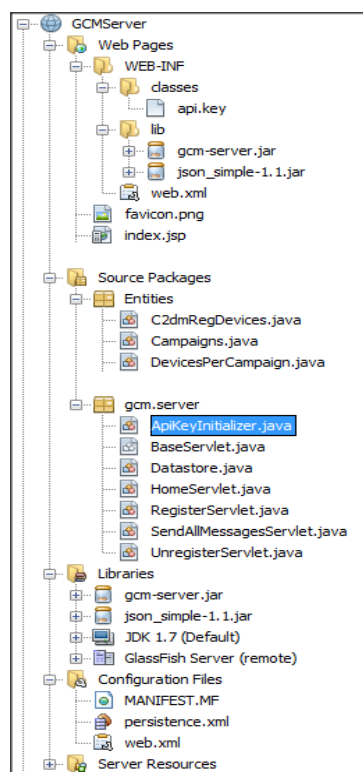 GCMServer
Web Pages
WEB-INF
classes
api.key
lib
gcm-server.jar
json_simple-1.1.jar
web.xml
favicon.png
index.jsp
Source Packages
Entities
C2dmRegDevices.java
Campaigns.java
DevicesPerCampaign.java
gcm.server
ApiKeyInitializer.java
BaseServlet.java
Datastore.java
HomeServlet.java
RegisterServlet.java
SendAllMessagesServlet.java
UnregisterServlet.java
Libraries
gcm-server.jar
json_simple-1.1.jar
JDK 1.7 (Default)
GlassFish Server (remote)
Configuration Files
MANIFEST.MF
persistence.xml
web.xml
Server Resources